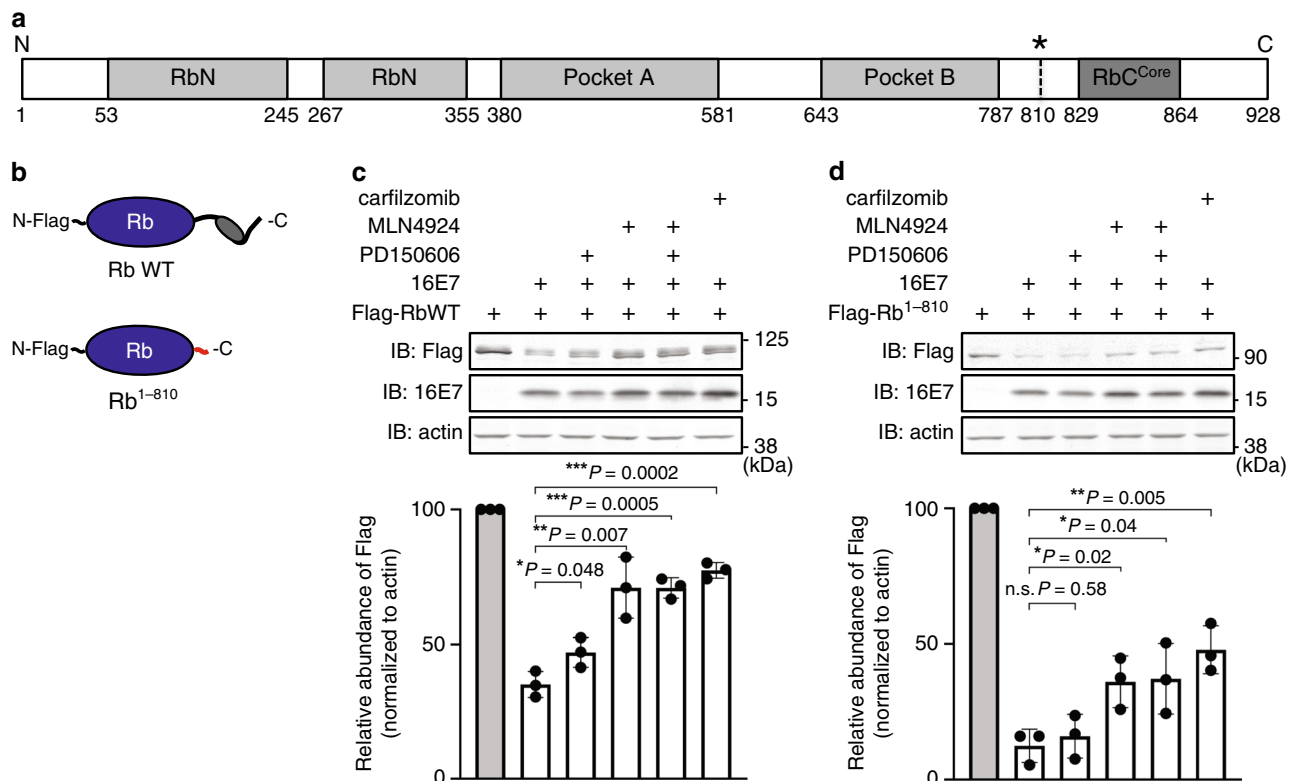 a
N * C
RbN RbN Pocket A Pocket B RbC^Core
1 53 245 267 355 380 581 643 787 810 829 864 928
b
N-Flag Rb -C
Rb WT
N-Flag Rb -C
Rb^1–810
c
carfilzomib +
MLN4924 + +
PD150606 + +
16E7 + + + + +
Flag-RbWT + + + + + +
IB: Flag 125
IB: 16E7 15
IB: actin 38
(kDa)
***P = 0.0002
***P = 0.0005
**P = 0.007
*P = 0.048
100
50
0
Relative abundance of Flag
(normalized to actin)
d
carfilzomib +
MLN4924 + +
PD150606 + +
16E7 + + + + +
Flag-Rb^1–810 + + + + + +
IB: Flag 90
IB: 16E7 15
IB: actin 38
(kDa)
**P = 0.005
*P = 0.04
*P = 0.02
n.s. P = 0.58
100
50
0
Relative abundance of Flag
(normalized to actin)